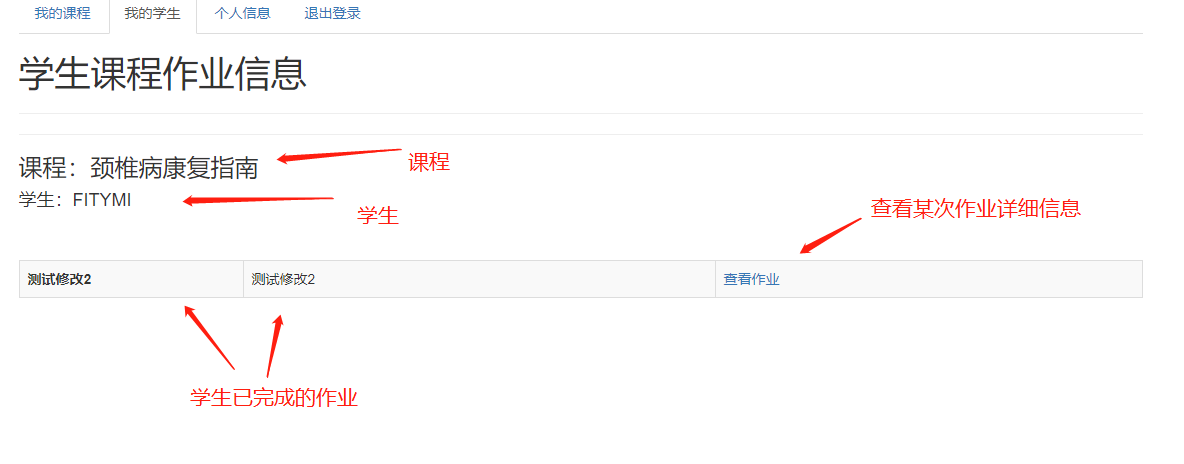 我的课程 我的学生 个人信息 退出登录
学生课程作业信息
课程：颈椎病康复指南
课程
学生：FITYMI
学生
查看某次作业详细信息
测试修改2 测试修改2 查看作业
学生已完成的作业